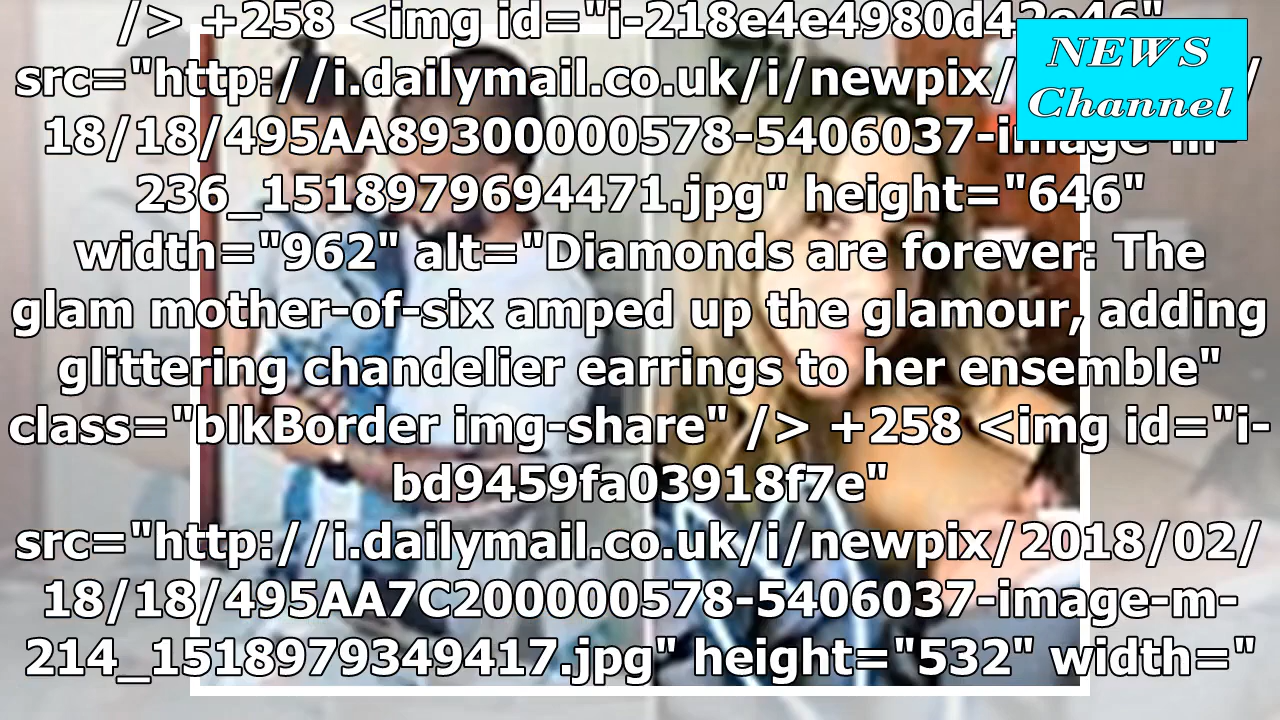 /> +258 <img id="i-218e4e4980d42e46"
src="http://i.dailymail.co.uk/i/newpix/ /
18/18/495AA89300000578-5406037-image-m-
236_1518979694471.jpg" height="646"
width="962" alt="Diamonds are forever: The
glam mother-of-six amped up the glamour, adding
glittering chandelier earrings to her ensemble"
class="blkBorder img-share" /> +258 <img id="i-
bd9459fa03918f7e"
src="http://i.dailymail.co.uk/i/newpix/2018/02/
18/18/495AA7C200000578-5406037-image-m-
214_1518979349417.jpg" height="532" width="
NEWS
Channel